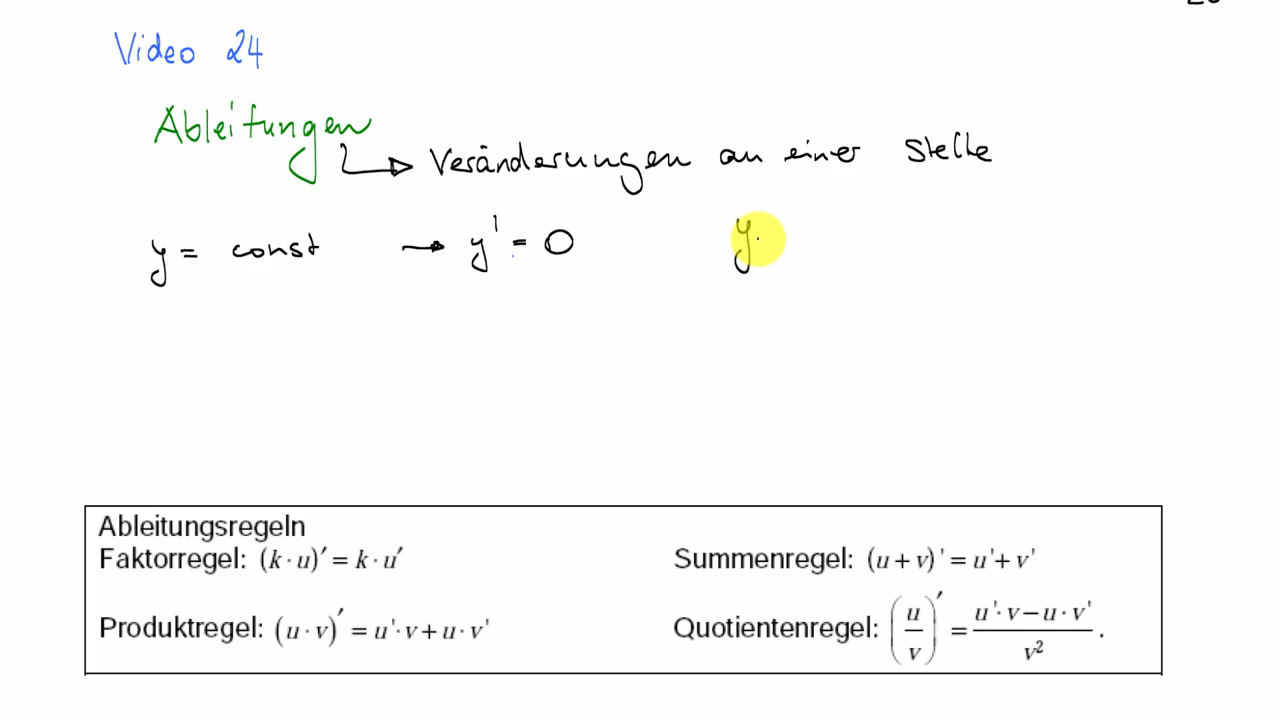 Video 24
Ableitungen
Veränderungen an einer Stelle
y = const → y' = 0 y
Ableitungsregeln
Faktorregel: (k · u)′ = k · u′ Summenregel: (u + v)' = u'+ v'
Produktregel: (u · v)′ = u'· v + u · v' Quotientenregel: (u/v)′ = (u'· v − u · v')/v² .